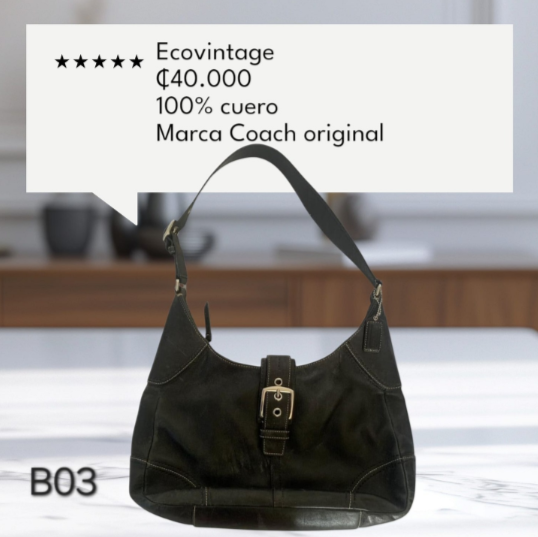 ★★★★★ Ecovintage
₡40.000
100% cuero
Marca Coach original
B03